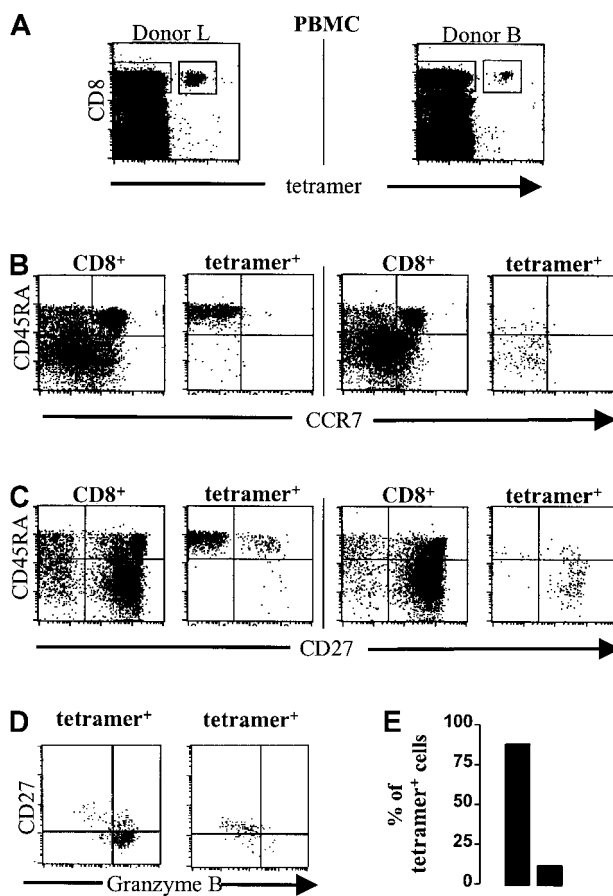 A
PBMC
Donor L
Donor B
CD8
tetramer
B
CD8⁺
tetramer⁺
CD8⁺
tetramer⁺
CD45RA
CCR7
C
CD8⁺
tetramer⁺
CD8⁺
tetramer⁺
CD45RA
CD27
D
tetramer⁺
tetramer⁺
CD27
Granzyme B
E
% of
tetramer⁺ cells
100
75
50
25
0